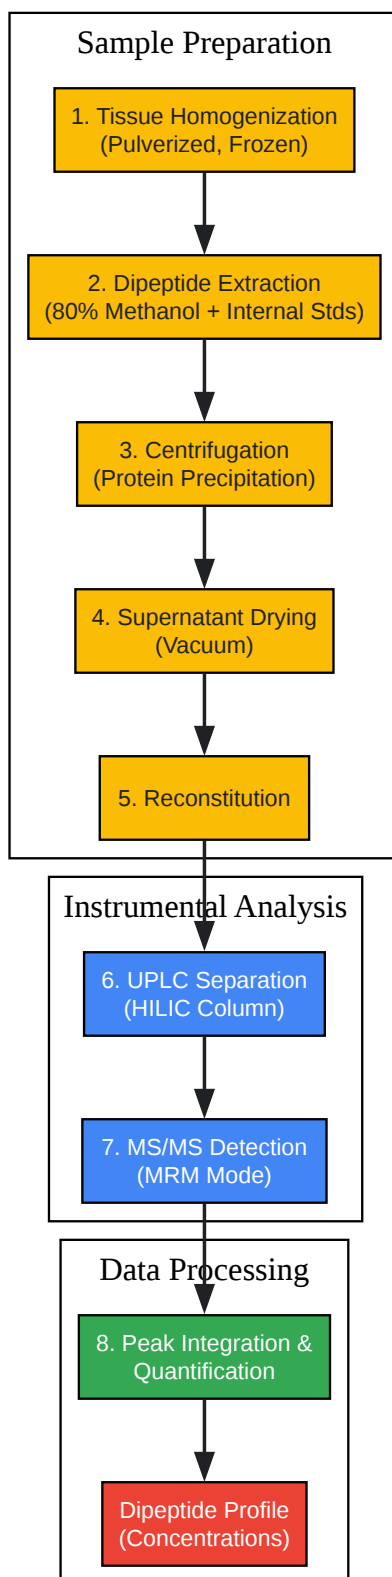 Sample Preparation
1. Tissue Homogenization
(Pulverized, Frozen)
2. Dipeptide Extraction
(80% Methanol + Internal Stds)
3. Centrifugation
(Protein Precipitation)
4. Supernatant Drying
(Vacuum)
5. Reconstitution
Instrumental Analysis
6. UPLC Separation
(HILIC Column)
7. MS/MS Detection
(MRM Mode)
Data Processing
8. Peak Integration &
Quantification
Dipeptide Profile
(Concentrations)